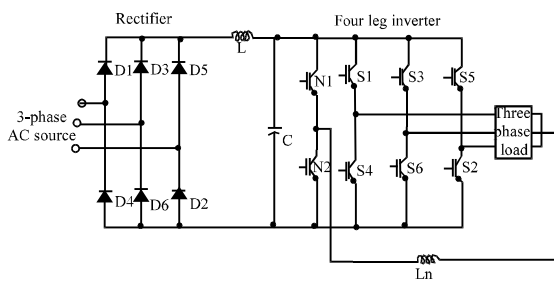 Rectifier
Four leg inverter
L
D1
D3
D5
N1
S1
S3
S5
3-phase
AC source
C
Three
phase
load
N2
S4
S6
S2
D4
D6
D2
Ln